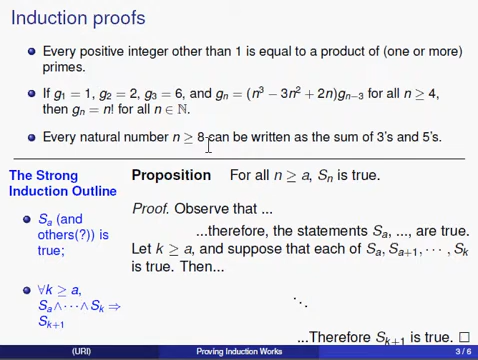 Induction proofs
Every positive integer other than 1 is equal to a product of (one or more)
primes.
If g₁ = 1, g₂ = 2, g₃ = 6, and gₙ = (n³ − 3n² + 2n)gₙ₋₃ for all n ≥ 4,
then gₙ = n! for all n ∈ ℕ.
Every natural number n ≥ 8 can be written as the sum of 3's and 5's.
The Strong
Induction Outline
Sₐ (and
others(?)) is
true;
∀k ≥ a,
Sₐ∧⋯∧Sₖ ⇒
Sₖ₊₁
Proposition For all n ≥ a, Sₙ is true.
Proof. Observe that ...
...therefore, the statements Sₐ, ..., are true.
Let k ≥ a, and suppose that each of Sₐ, Sₐ₊₁, ⋯ , Sₖ
is true. Then...
⋱
...Therefore Sₖ₊₁ is true. □
(URI) Proving Induction Works 3 / 6